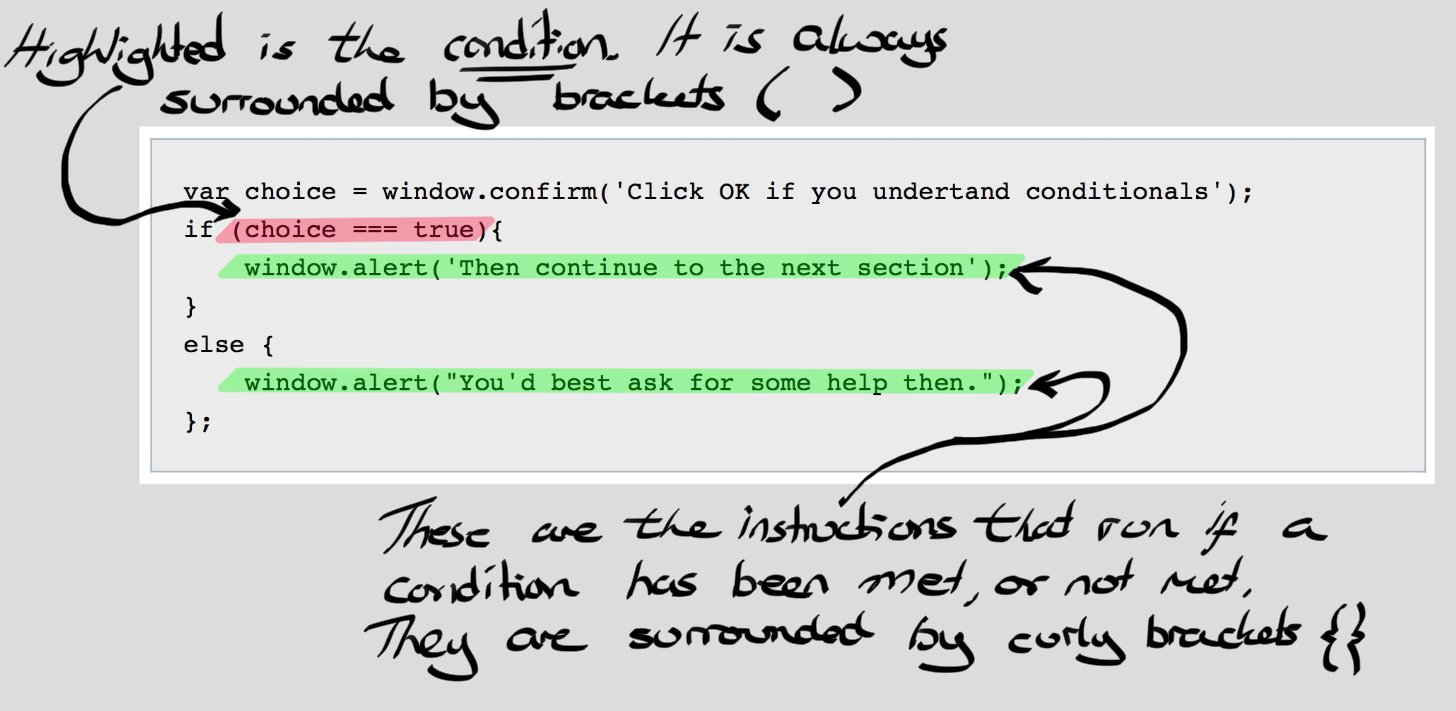 Highlighted is the condition. It is always
surrounded by brackets ( )
var choice = window.confirm('Click OK if you undertand conditionals');
if (choice === true){
window.alert('Then continue to the next section');
}
else {
window.alert("You'd best ask for some help then.");
};
These are the instructions that run if a
condition has been met, or not met.
They are surrounded by curly brackets {}